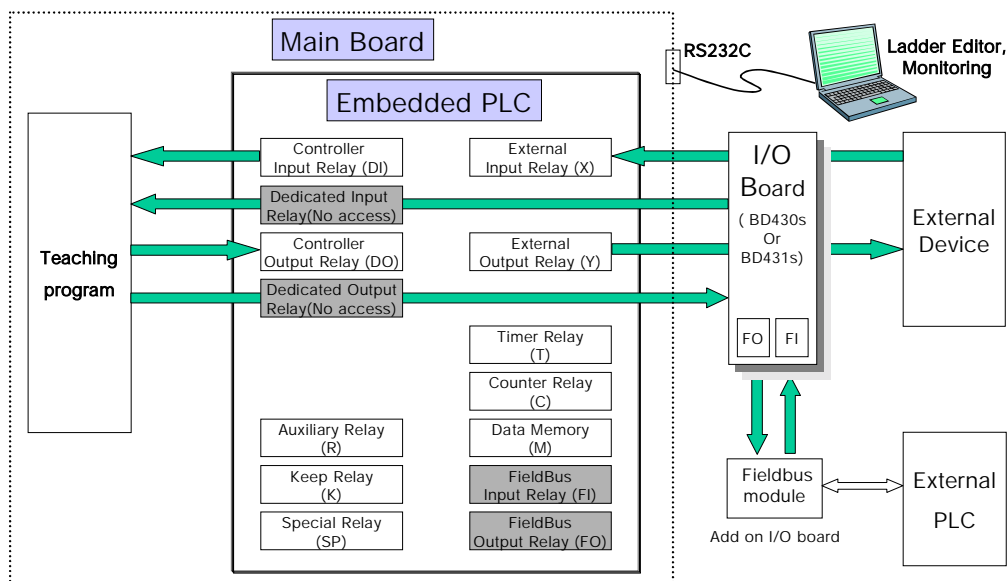 Main Board
RS232C
Ladder Editor,
Monitoring
Embedded PLC
Teaching
program
Controller
Input Relay (DI)
Dedicated Input
Relay(No access)
Controller
Output Relay (DO)
Dedicated Output
Relay(No access)
External
Input Relay (X)
External
Output Relay (Y)
Timer Relay
(T)
Counter Relay
(C)
Auxiliary Relay
(R)
Data Memory
(M)
Keep Relay
(K)
FieldBus
Input Relay (FI)
Special Relay
(SP)
FieldBus
Output Relay (FO)
I/O
Board
( BD430s
Or
BD431s)
FO
FI
External
Device
Fieldbus
module
Add on I/O board
External
PLC